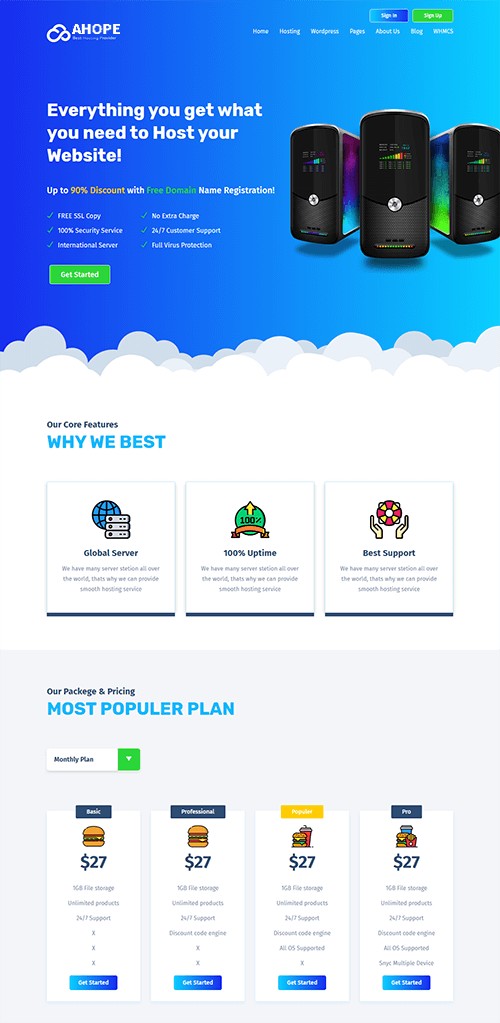 Sign In
Sign Up
AHOPE
Best Hosting Provider
Home
Hosting
Wordpress
Pages
About Us
Blog
WHMCS
Everything you get what
you need to Host your
Website!
Up to 90% Discount with Free Domain Name Registration!
FREE SSL Copy
No Extra Charge
100% Security Service
24/7 Customer Support
International Server
Full Virus Protection
Get Started
Our Core Features
WHY WE BEST
100%
Global Server
We have many server stetion all over
the world, thats why we can provide
smooth hosting service
100% Uptime
We have many server stetion all over
the world, thats why we can provide
smooth hosting service
Best Support
We have many server stetion all over
the world, thats why we can provide
smooth hosting service
Our Packege & Pricing
MOST POPULER PLAN
Monthly Plan
Basic
$27
1GB File storage
Unlimited products
24/7 Support
X
X
X
Get Started
Professional
$27
1GB File storage
Unlimited products
24/7 Support
Discount code engine
X
X
Get Started
Populer
$27
1GB File storage
Unlimited products
24/7 Support
Discount code engine
All OS Supported
X
Get Started
Pro
$27
1GB File storage
Unlimited products
24/7 Support
Discount code engine
All OS Supported
Snyc Multiple Device
Get Started